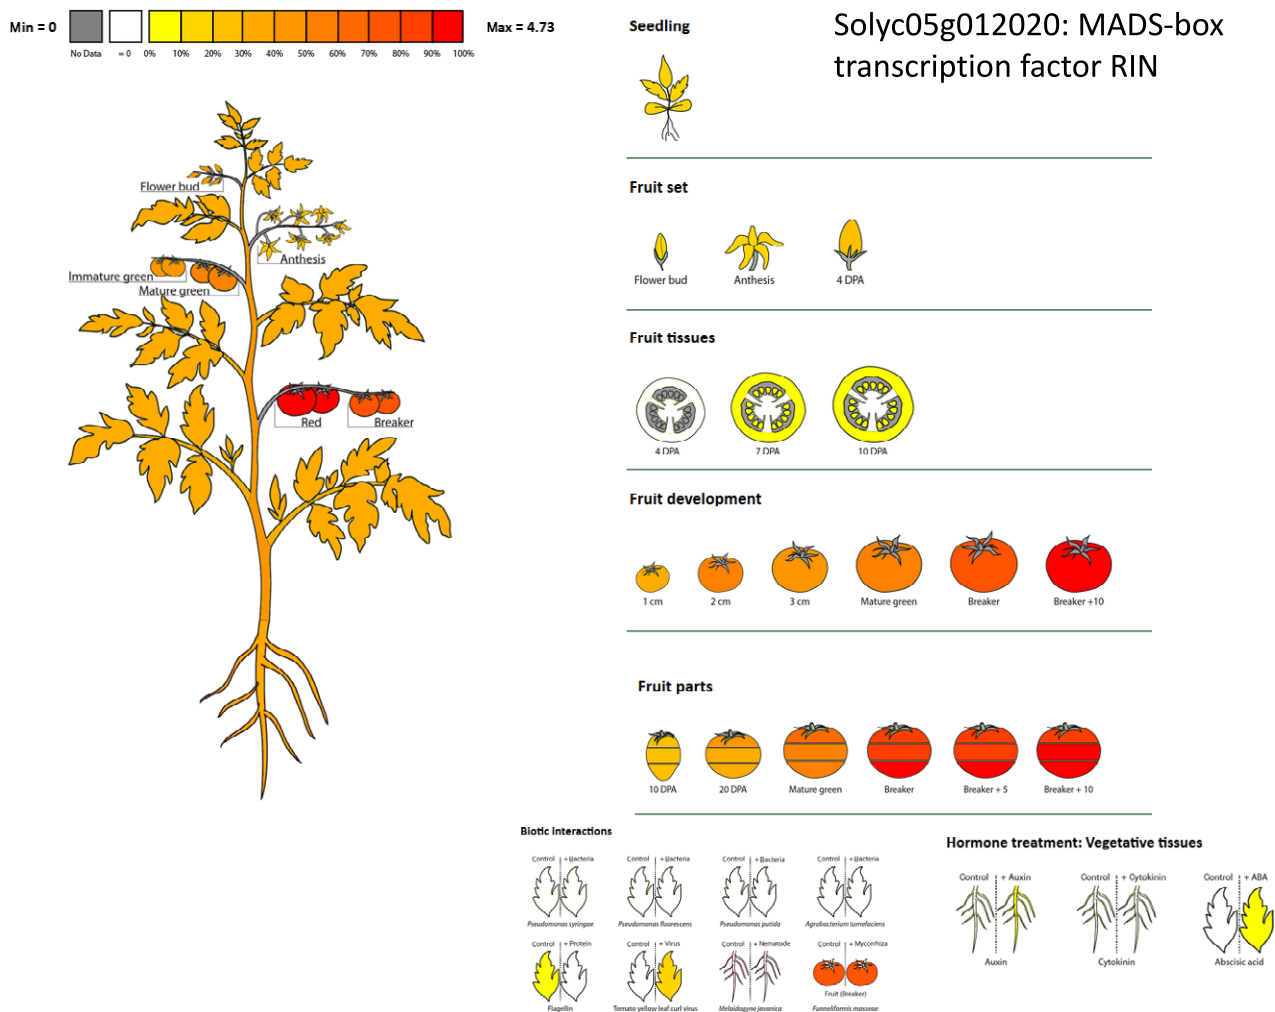 Min = 0
Max = 4.73
No Data
= 0
0%
10%
20%
30%
40%
50%
60%
70%
80%
90%
100%
Solyc05g012020: MADS-box
transcription factor RIN
Flower bud
Anthesis
Immature green
Mature green
Red
Breaker
Seedling
Fruit set
Flower bud
Anthesis
4 DPA
Fruit tissues
4 DPA
7 DPA
10 DPA
Fruit development
1 cm
2 cm
3 cm
Mature green
Breaker
Breaker +10
Fruit parts
10 DPA
20 DPA
Mature green
Breaker
Breaker + 5
Breaker + 10
Biotic interactions
Control
+ Bacteria
Control
+ Bacteria
Control
+ Bacteria
Control
+ Bacteria
Pseudomonas syringae
Pseudomonas fluorescens
Pseudomonas putida
Agrobacterium tumefaciens
Control
+ Protein
Control
+ Virus
Control
+ Nematode
Control
+ Mycorrhiza
Fruit (Breaker)
Flagellin
Tomato yellow leaf curl virus
Meloidogyne javanica
Funneliformis mosseae
Hormone treatment: Vegetative tissues
Control
+ Auxin
Control
+ Cytokinin
Control
+ ABA
Auxin
Cytokinin
Abscisic acid